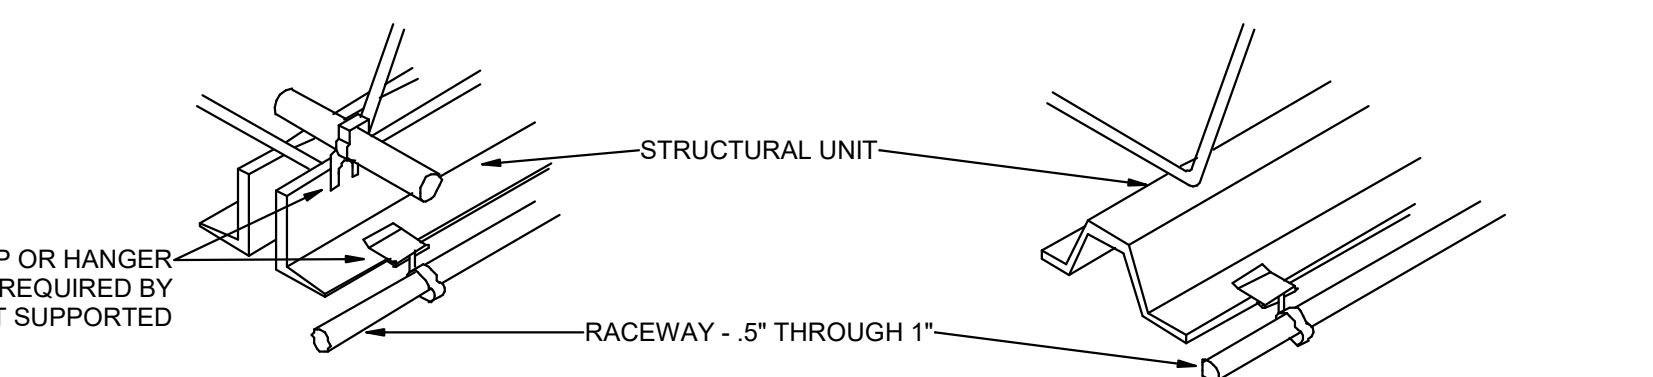 STRUCTURAL UNIT
P OR HANGER
REQUIRED BY
T SUPPORTED
RACEWAY - .5" THROUGH 1"